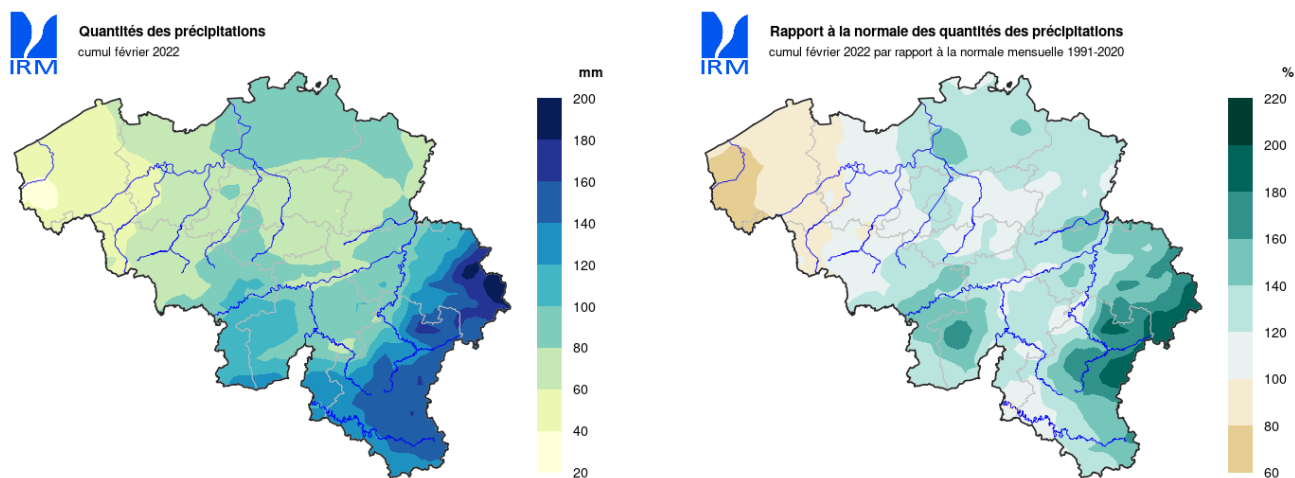 IRM
Quantités des précipitations
cumul février 2022
mm
200
180
160
140
120
100
80
60
40
20
IRM
Rapport à la normale des quantités des précipitations
cumul février 2022 par rapport à la normale mensuelle 1991-2020
%
220
200
180
160
140
120
100
80
60